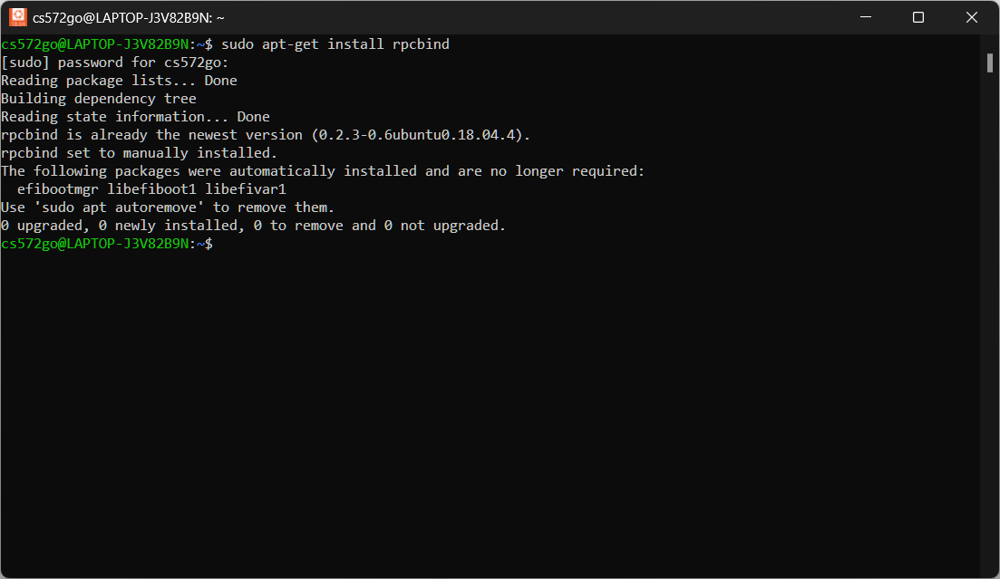 cs572go@LAPTOP-J3V82B9N: ~
cs572go@LAPTOP-J3V82B9N:~$ sudo apt-get install rpcbind
[sudo] password for cs572go:
Reading package lists... Done
Building dependency tree
Reading state information... Done
rpcbind is already the newest version (0.2.3-0.6ubuntu0.18.04.4).
rpcbind set to manually installed.
The following packages were automatically installed and are no longer required:
  efibootmgr libefiboot1 libefivar1
Use 'sudo apt autoremove' to remove them.
0 upgraded, 0 newly installed, 0 to remove and 0 not upgraded.
cs572go@LAPTOP-J3V82B9N:~$